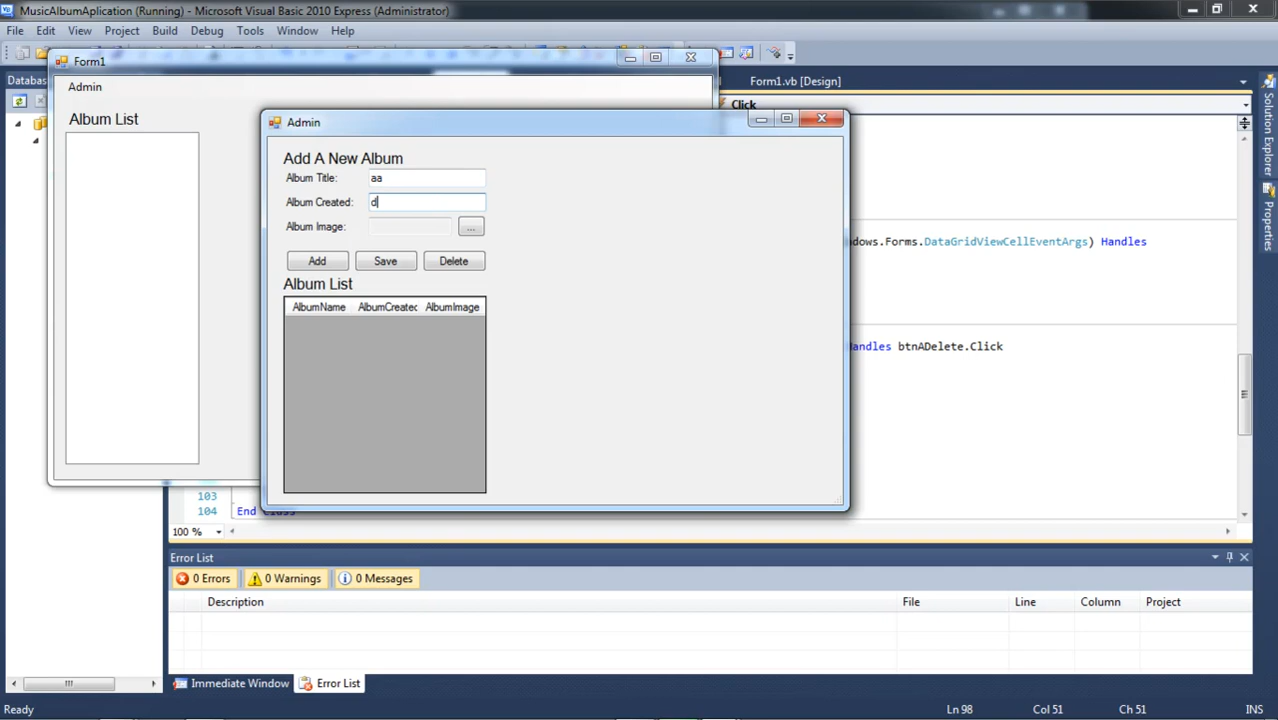 MusicAlbumAplication (Running) - Microsoft Visual Basic 2010 Express (Administrator)
File Edit View Project Build Debug Tools Window Help
Form1
Databas
Form1.vb [Design]
Admin
Click
Album List
Admin
Add A New Album
Album Title: aa
Album Created: d
Album Image: ...
Add Save Delete
Album List
AlbumName AlbumCreatec AlbumImage
dows.Forms.DataGridViewCellEventArgs) Handles
Handles btnADelete.Click
103
104 End Class
100 %
Solution Explorer
Properties
Error List
0 Errors 0 Warnings 0 Messages
Description File Line Column Project
Immediate Window Error List
Ready Ln 98 Col 51 Ch 51 INS